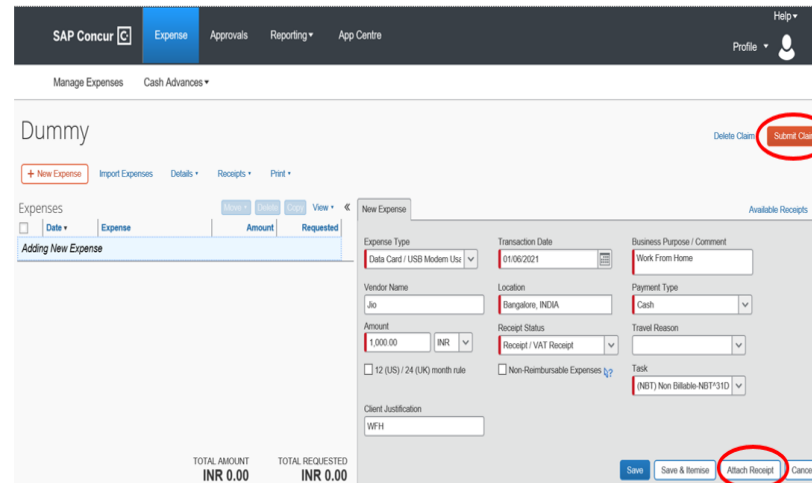 Help
SAP Concur C Expense Approvals Reporting App Centre
Profile
Manage Expenses Cash Advances
Dummy
Delete Claim Submit Clai
+ New Expense Import Expenses Details Receipts Print
Expenses Move Delete Copy View « New Expense Available Receipts
Date Expense Amount Requested
Adding New Expense
Expense Type Transaction Date Business Purpose / Comment
Data Card / USB Modem Usa 01/06/2021 Work From Home
Vendor Name Location Payment Type
Jio Bangalore, INDIA Cash
Amount Receipt Status Travel Reason
1,000.00 INR Receipt / VAT Receipt
12 (US) / 24 (UK) month rule Non-Reimbursable Expenses ? Task
(NBT) Non Billable-NBT^31D
Client Justification
WFH
TOTAL AMOUNT TOTAL REQUESTED
INR 0.00 INR 0.00
Save Save & Itemise Attach Receipt Cance